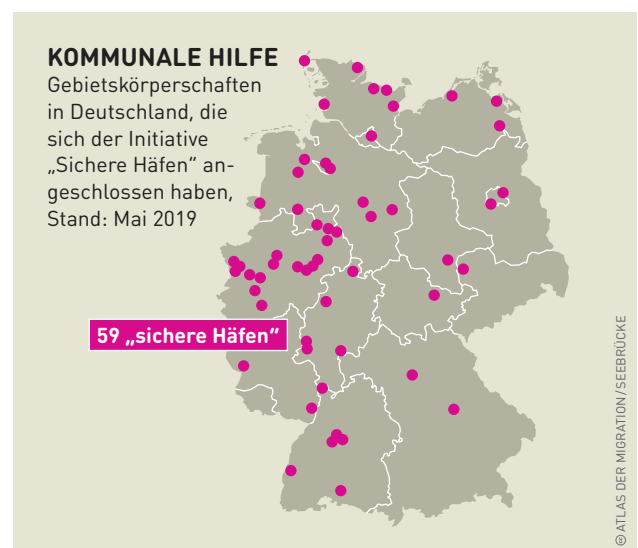 KOMMUNALE HILFE
Gebietskörperschaften
in Deutschland, die
sich der Initiative
„Sichere Häfen“ an-
geschlossen haben,
Stand: Mai 2019
59 „sichere Häfen“
🅭 ATLAS DER MIGRATION/SEEBRÜCKE